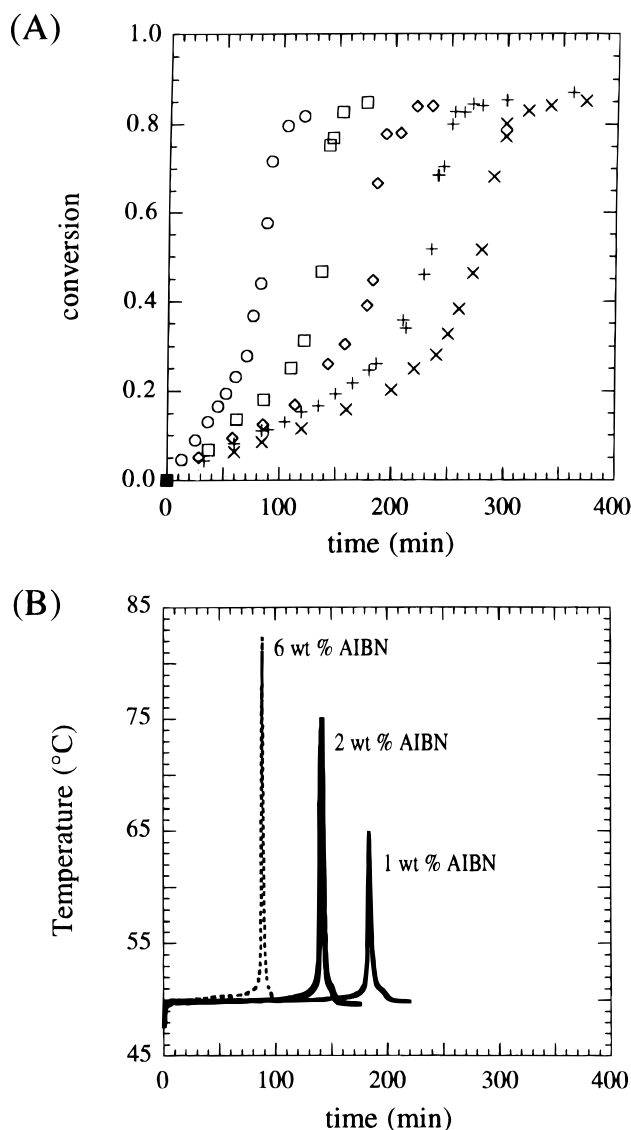 (A)
1.0
0.8
0.6
0.4
0.2
0.0
conversion
0
100
200
300
400
time (min)
(B)
85
75
65
55
45
Temperature (°C)
6 wt % AIBN
2 wt % AIBN
1 wt % AIBN
0
100
200
300
400
time (min)